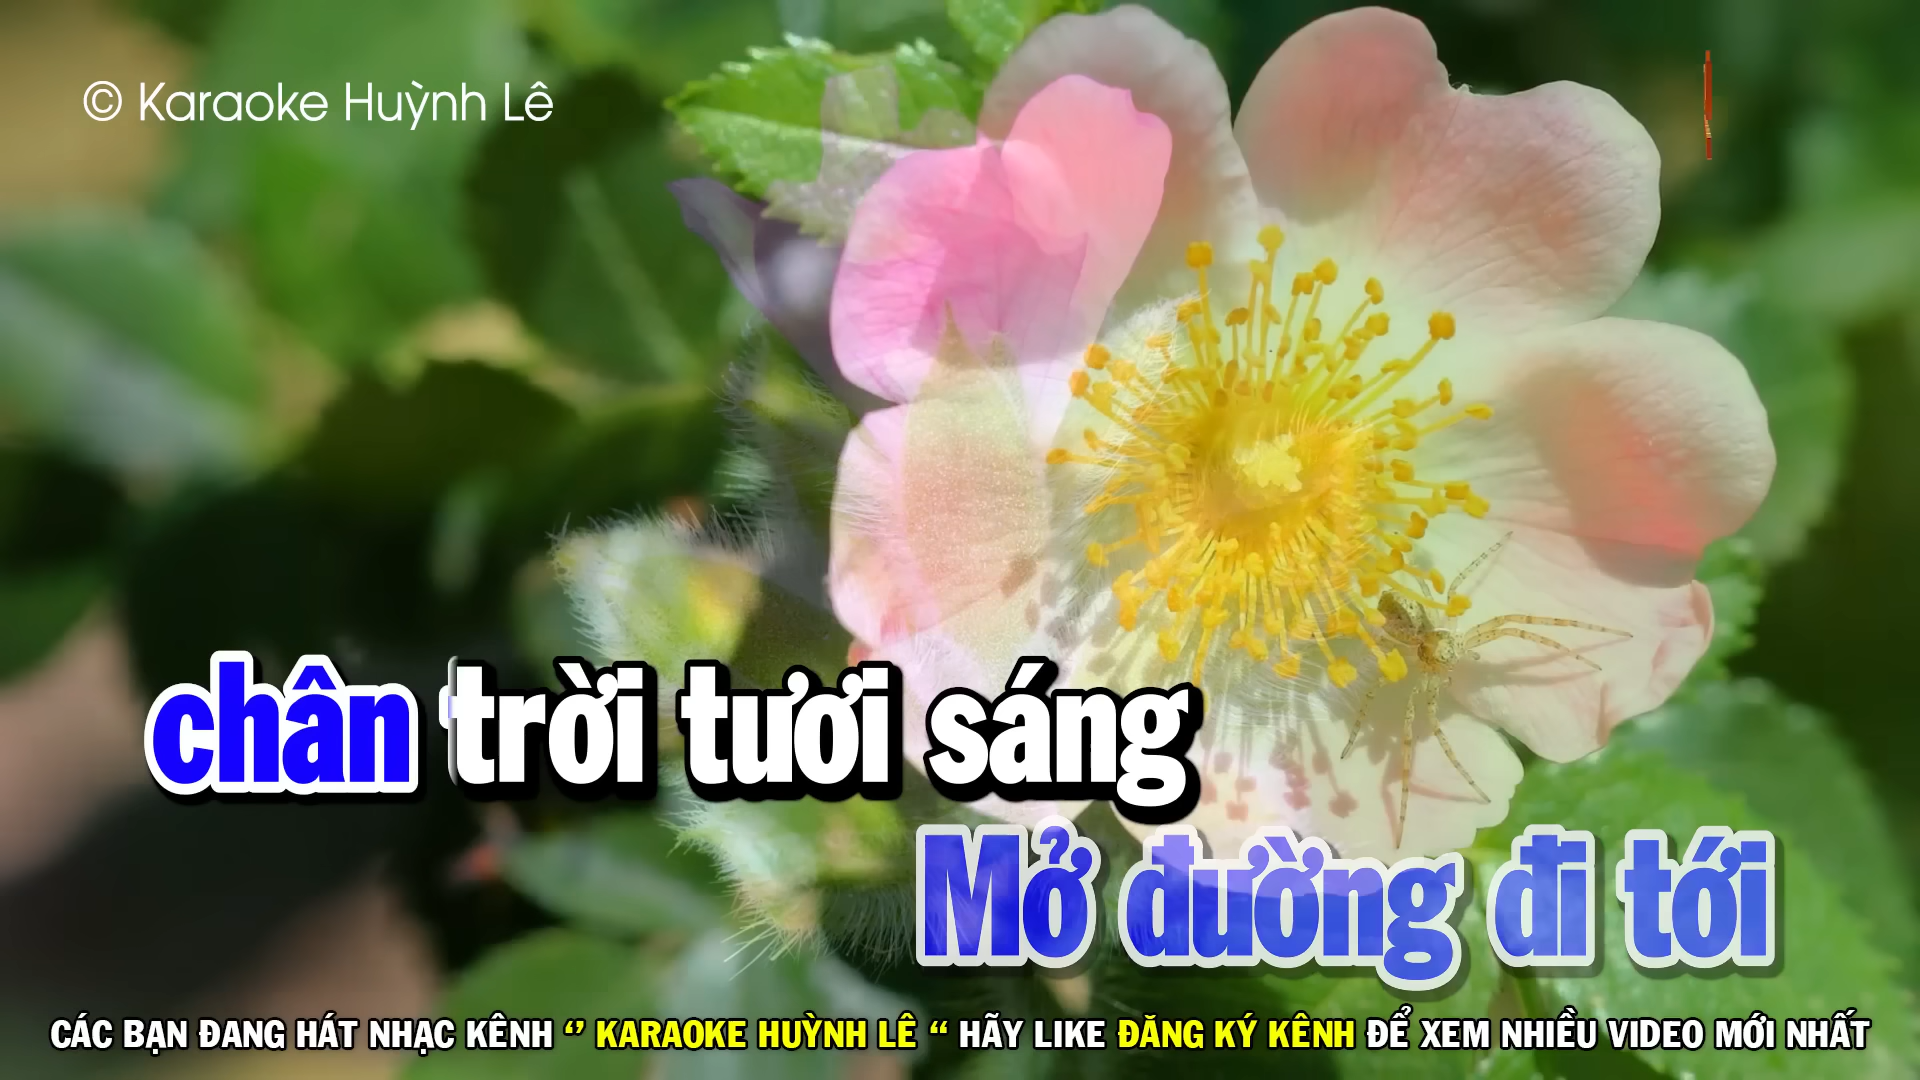 © Karaoke Huỳnh Lê
chân trời tươi sáng
Mở đường đi tới
CÁC BẠN ĐANG HÁT NHẠC KÊNH ‘’ KARAOKE HUỲNH LÊ “ HÃY LIKE ĐĂNG KÝ KÊNH ĐỂ XEM NHIỀU VIDEO MỚI NHẤT